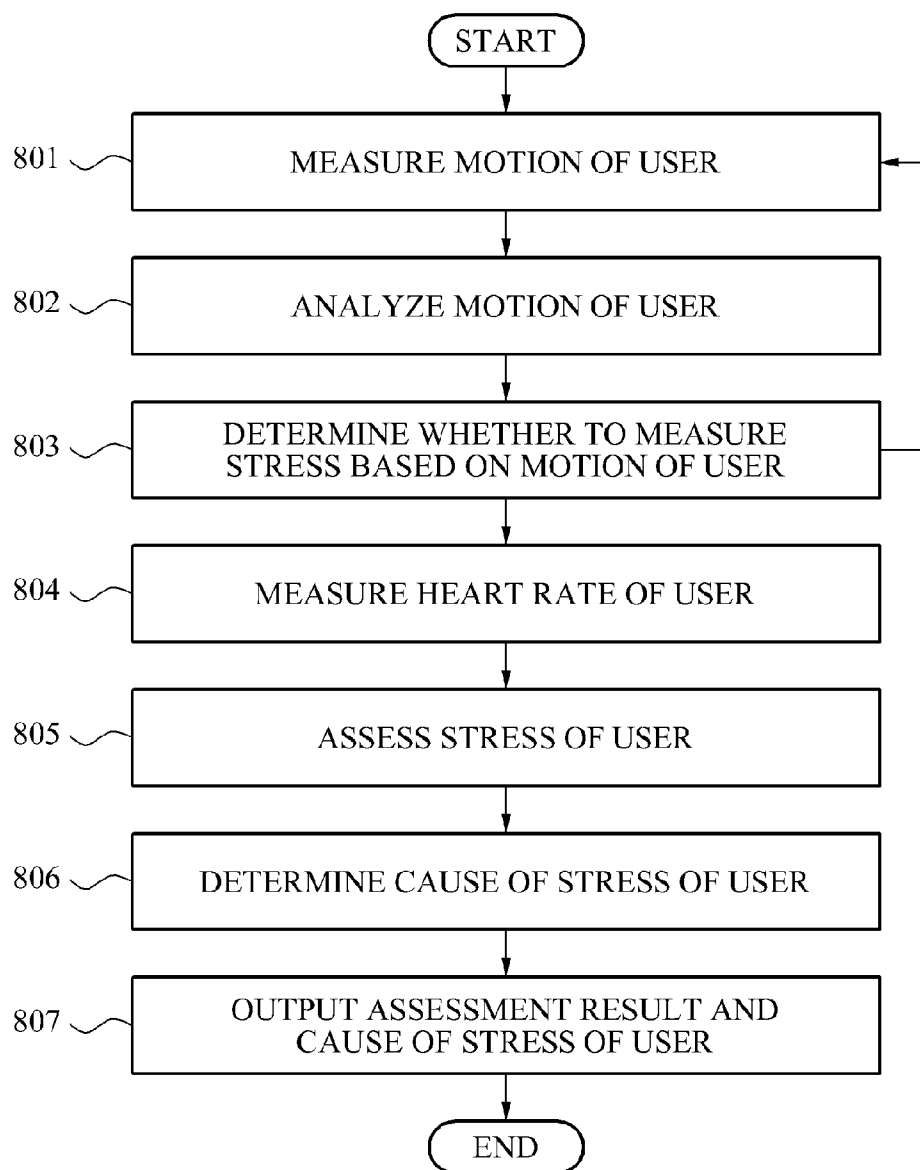 START
801
MEASURE MOTION OF USER
802
ANALYZE MOTION OF USER
803
DETERMINE WHETHER TO MEASURE
STRESS BASED ON MOTION OF USER
804
MEASURE HEART RATE OF USER
805
ASSESS STRESS OF USER
806
DETERMINE CAUSE OF STRESS OF USER
807
OUTPUT ASSESSMENT RESULT AND
CAUSE OF STRESS OF USER
END